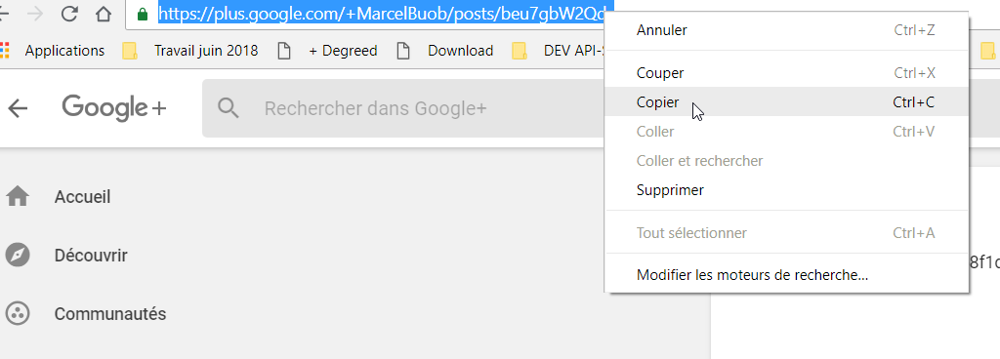 https://plus.google.com/+MarcelBuob/posts/beu7gbW2Qd
Applications Travail juin 2018 + Degreed Download DEV API-
Google+ Rechercher dans Google+
Accueil
Découvrir
Communautés
Annuler Ctrl+Z
Couper Ctrl+X
Copier Ctrl+C
Coller Ctrl+V
Coller et rechercher
Supprimer
Tout sélectionner Ctrl+A
Modifier les moteurs de recherche...